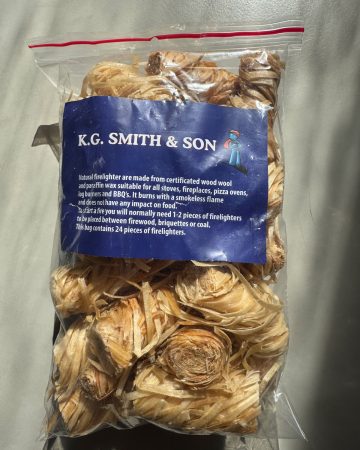 K.G. SMITH & SON
Natural firelighter are made from certificated wood wool
and paraffin wax suitable for all stoves, fireplaces, pizza ovens,
log burners and BBQ's. It burns with a smokeless flame
and does not have any impact on food.
To start a fire you will normally need 1-2 pieces of firelighters
to be placed between firewood, briquettes or coal.
This bag contains 24 pieces of firelighters.